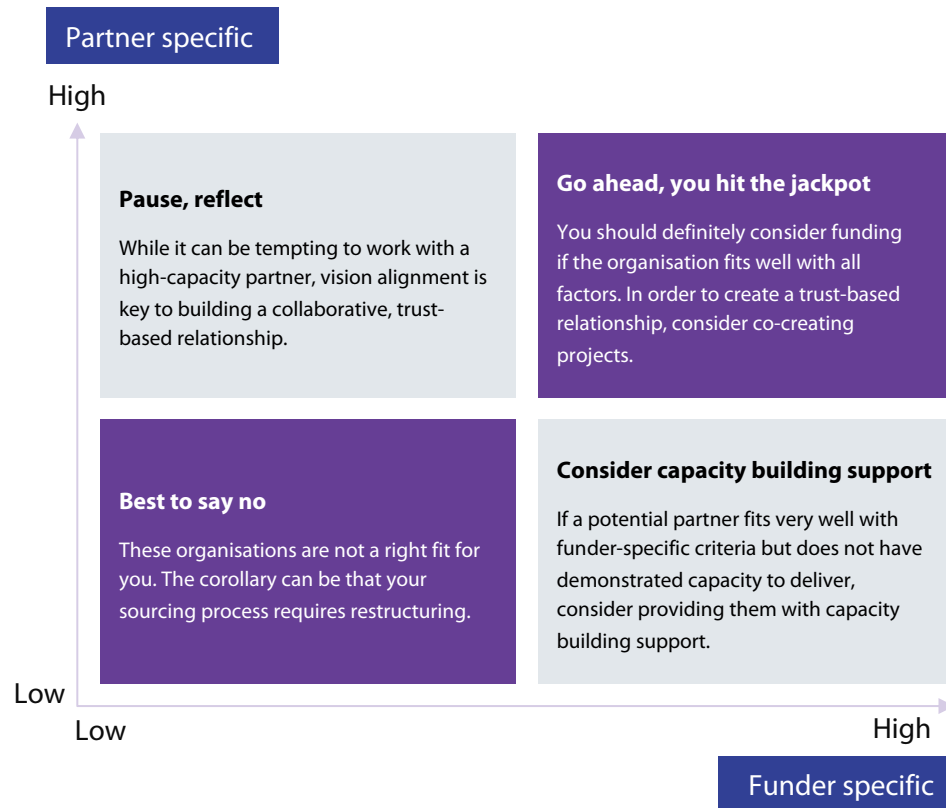 Partner specific
High
Pause, reflect
While it can be tempting to work with a
high-capacity partner, vision alignment is
key to building a collaborative, trust-
based relationship.
Go ahead, you hit the jackpot
You should definitely consider funding
if the organisation fits well with all
factors. In order to create a trust-based
relationship, consider co-creating
projects.
Best to say no
These organisations are not a right fit for
you. The corollary can be that your
sourcing process requires restructuring.
Consider capacity building support
If a potential partner fits very well with
funder-specific criteria but does not have
demonstrated capacity to deliver,
consider providing them with capacity
building support.
Low
Low
High
Funder specific